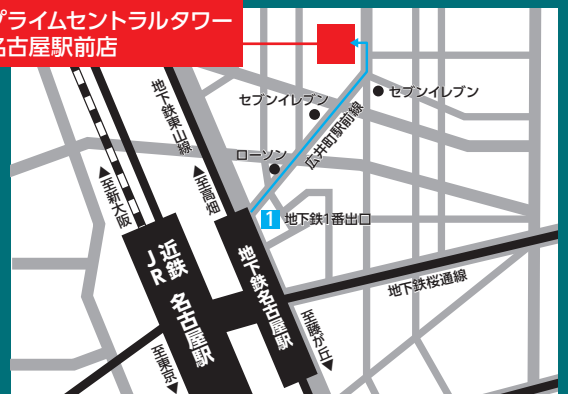 プライムセントラルタワー
名古屋駅前店
地下鉄東山線
セブンイレブン
セブンイレブン
広井町駅前線
ローソン
▲至新大阪
▲至高畑
1 地下鉄1番出口
近鉄
JR
名古屋駅
地下鉄名古屋駅
地下鉄桜通線
至東京▼
至藤が丘▼